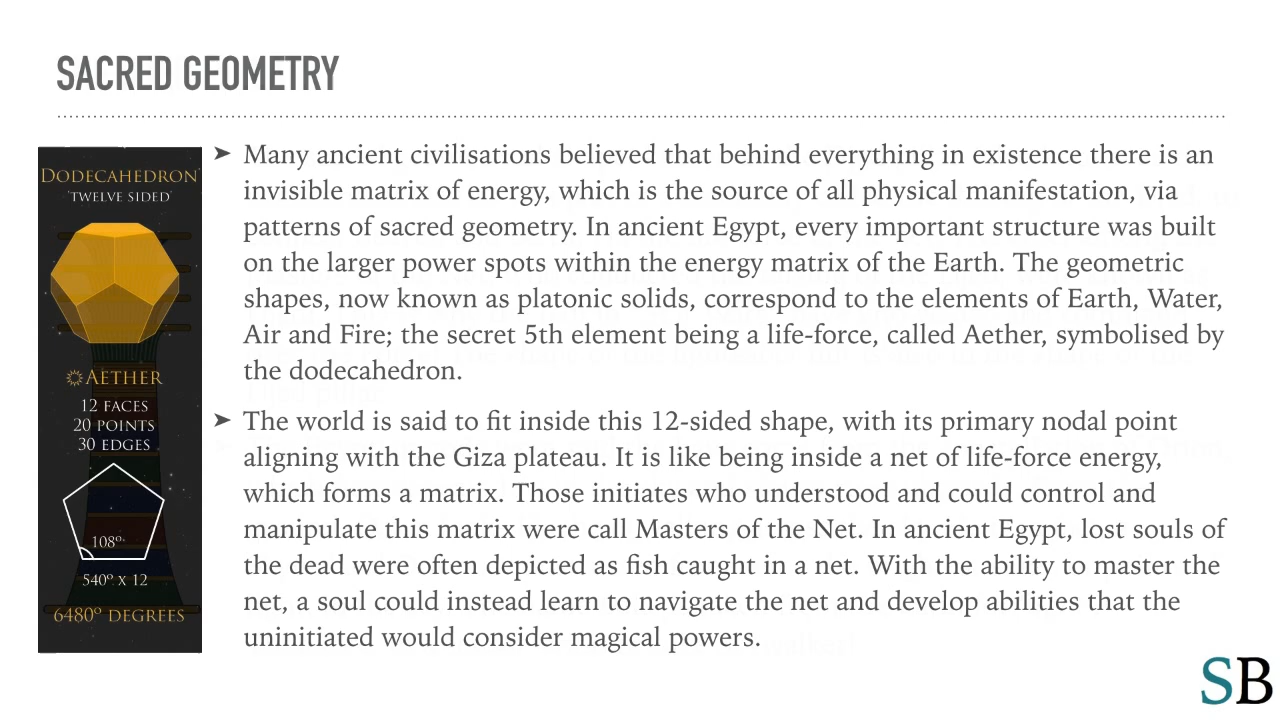 SACRED GEOMETRY
DODECAHEDRON
'TWELVE SIDED'
AETHER
12 FACES
20 POINTS
30 EDGES
108º
540º X 12
6480º DEGREES
➤ Many ancient civilisations believed that behind everything in existence there is an
invisible matrix of energy, which is the source of all physical manifestation, via
patterns of sacred geometry. In ancient Egypt, every important structure was built
on the larger power spots within the energy matrix of the Earth. The geometric
shapes, now known as platonic solids, correspond to the elements of Earth, Water,
Air and Fire; the secret 5th element being a life-force, called Aether, symbolised by
the dodecahedron.
➤ The world is said to fit inside this 12-sided shape, with its primary nodal point
aligning with the Giza plateau. It is like being inside a net of life-force energy,
which forms a matrix. Those initiates who understood and could control and
manipulate this matrix were call Masters of the Net. In ancient Egypt, lost souls of
the dead were often depicted as fish caught in a net. With the ability to master the
net, a soul could instead learn to navigate the net and develop abilities that the
uninitiated would consider magical powers.
SB